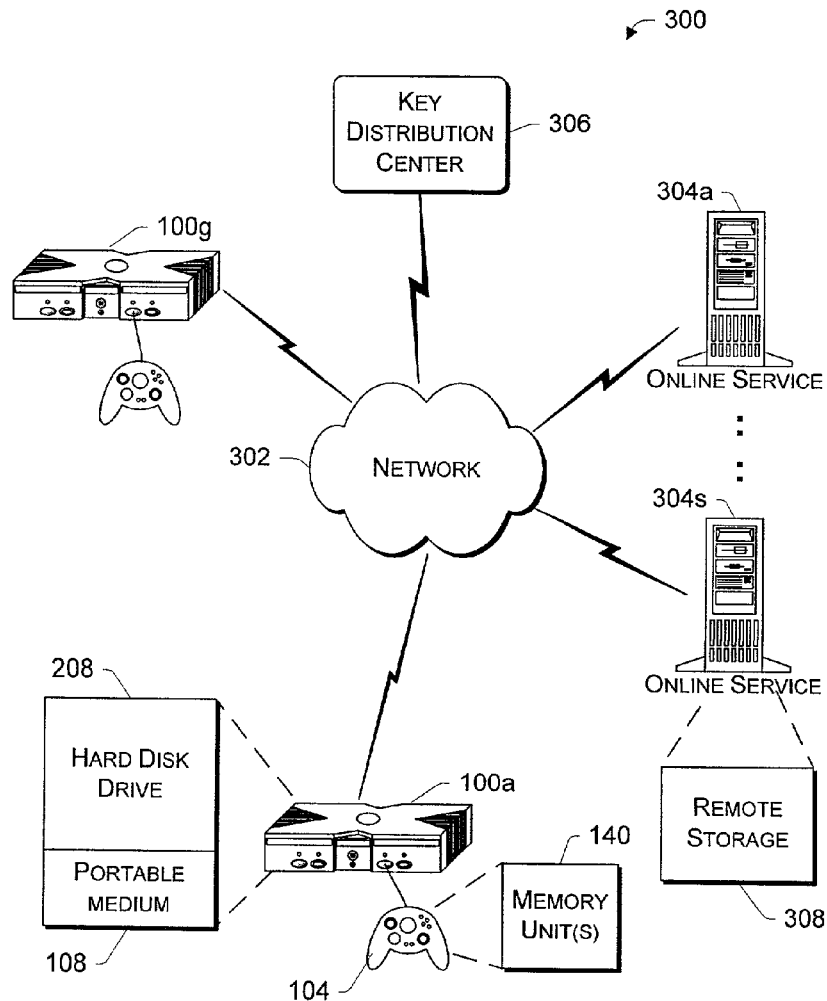 300
KEY
DISTRIBUTION
CENTER
306
304a
100g
ONLINE SERVICE
302
NETWORK
304s
ONLINE SERVICE
208
HARD DISK
DRIVE
PORTABLE
MEDIUM
108
100a
140
MEMORY
UNIT(S)
104
REMOTE
STORAGE
308